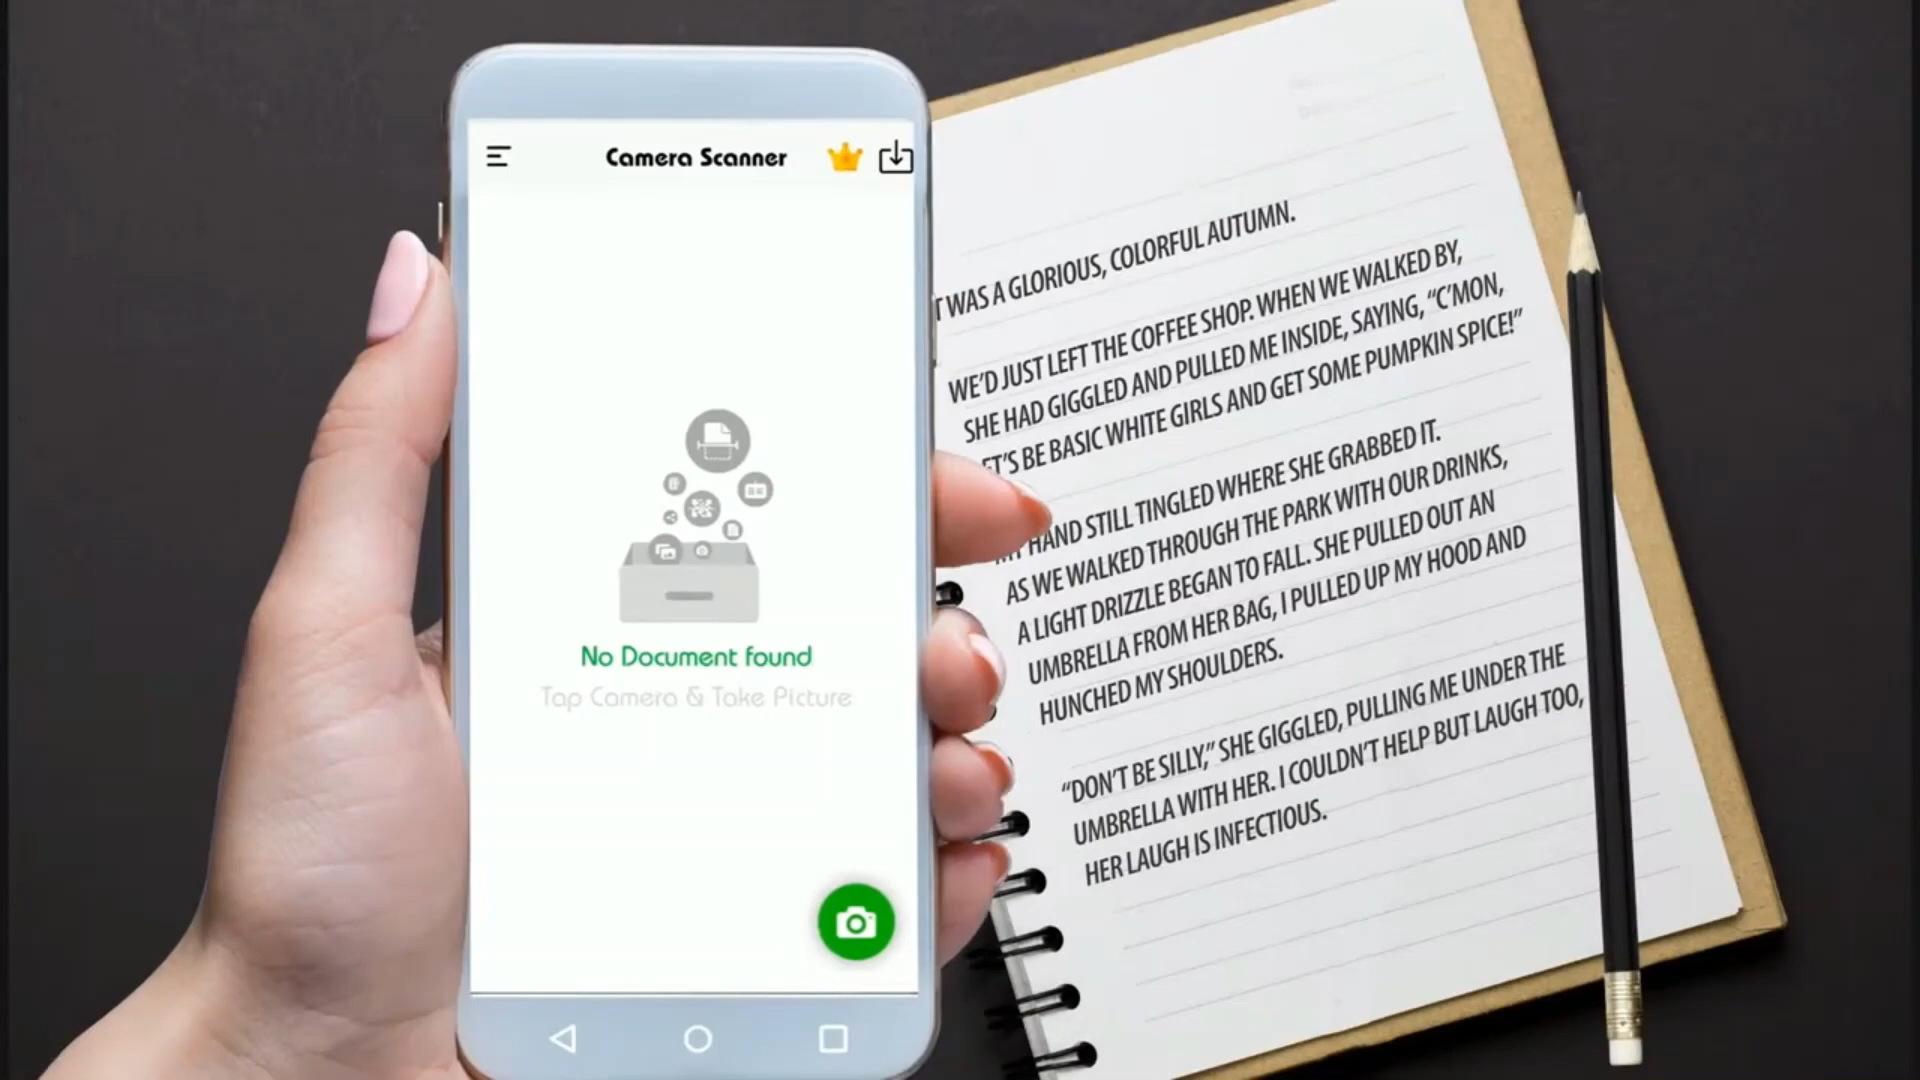 Camera Scanner
No Document found
Tap Camera & Take Picture
WAS A GLORIOUS, COLORFUL AUTUMN.
WE’D JUST LEFT THE COFFEE SHOP. WHEN WE WALKED BY,
SHE HAD GIGGLED AND PULLED ME INSIDE, SAYING, “C’MON,
ET’S BE BASIC WHITE GIRLS AND GET SOME PUMPKIN SPICE!”
HAND STILL TINGLED WHERE SHE GRABBED IT.
AS WE WALKED THROUGH THE PARK WITH OUR DRINKS,
A LIGHT DRIZZLE BEGAN TO FALL. SHE PULLED OUT AN
UMBRELLA FROM HER BAG, I PULLED UP MY HOOD AND
HUNCHED MY SHOULDERS.
“DON’T BE SILLY,” SHE GIGGLED, PULLING ME UNDER THE
UMBRELLA WITH HER. I COULDN’T HELP BUT LAUGH TOO,
HER LAUGH IS INFECTIOUS.